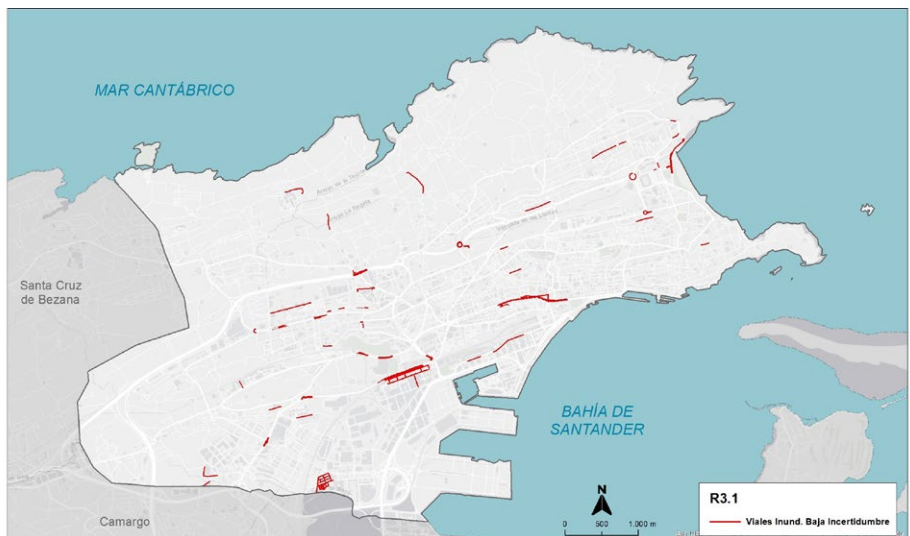 MAR CANTÁBRICO
Santa Cruz
de Bezana
BAHÍA DE
SANTANDER
Camargo
N
0 500 1.000 m
R3.1
Viales Inund. Baja Incertidumbre